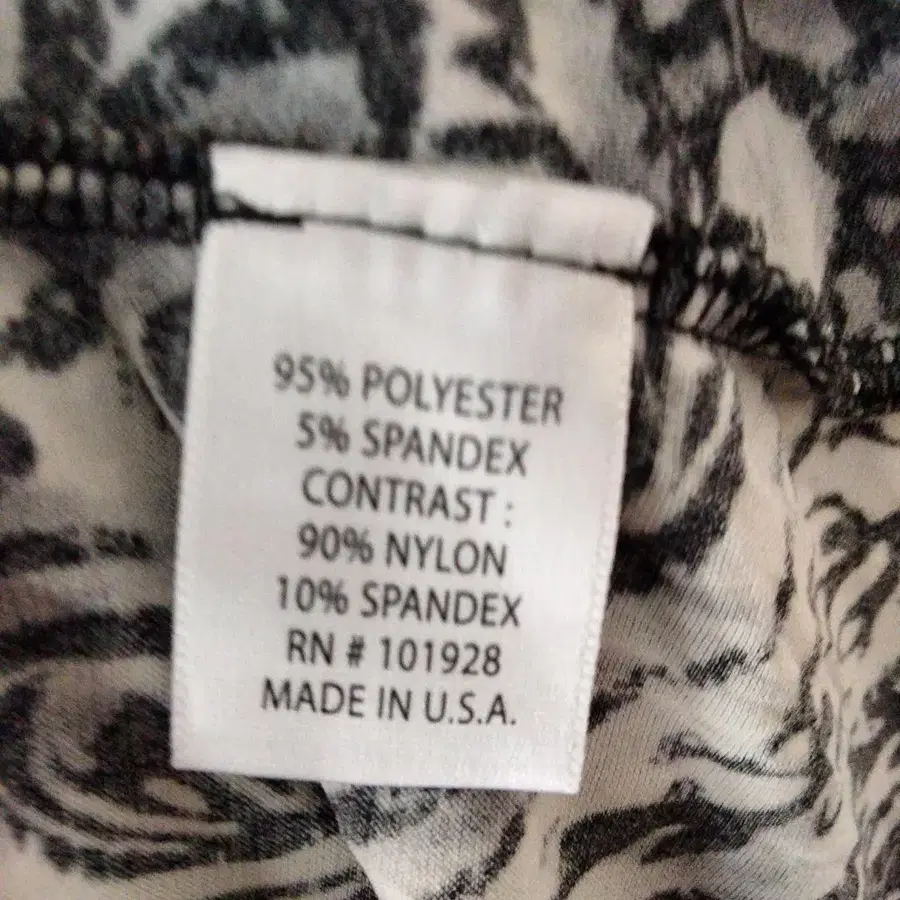 95% POLYESTER
5% SPANDEX
CONTRAST :
90% NYLON
10% SPANDEX
RN # 101928
MADE IN U.S.A.